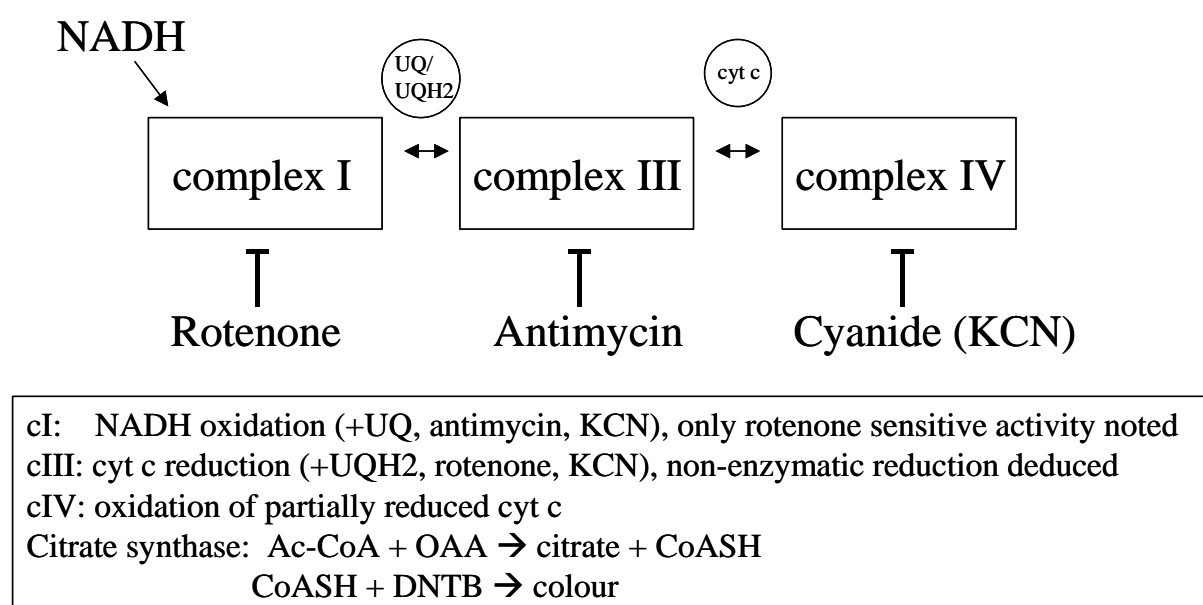 NADH
UQ/
UQH2
cyt c
complex I
complex III
complex IV
Rotenone
Antimycin
Cyanide (KCN)
cI: NADH oxidation (+UQ, antimycin, KCN), only rotenone sensitive activity noted
cIII: cyt c reduction (+UQH2, rotenone, KCN), non-enzymatic reduction deduced
cIV: oxidation of partially reduced cyt c
Citrate synthase: Ac-CoA + OAA → citrate + CoASH
CoASH + DNTB → colour